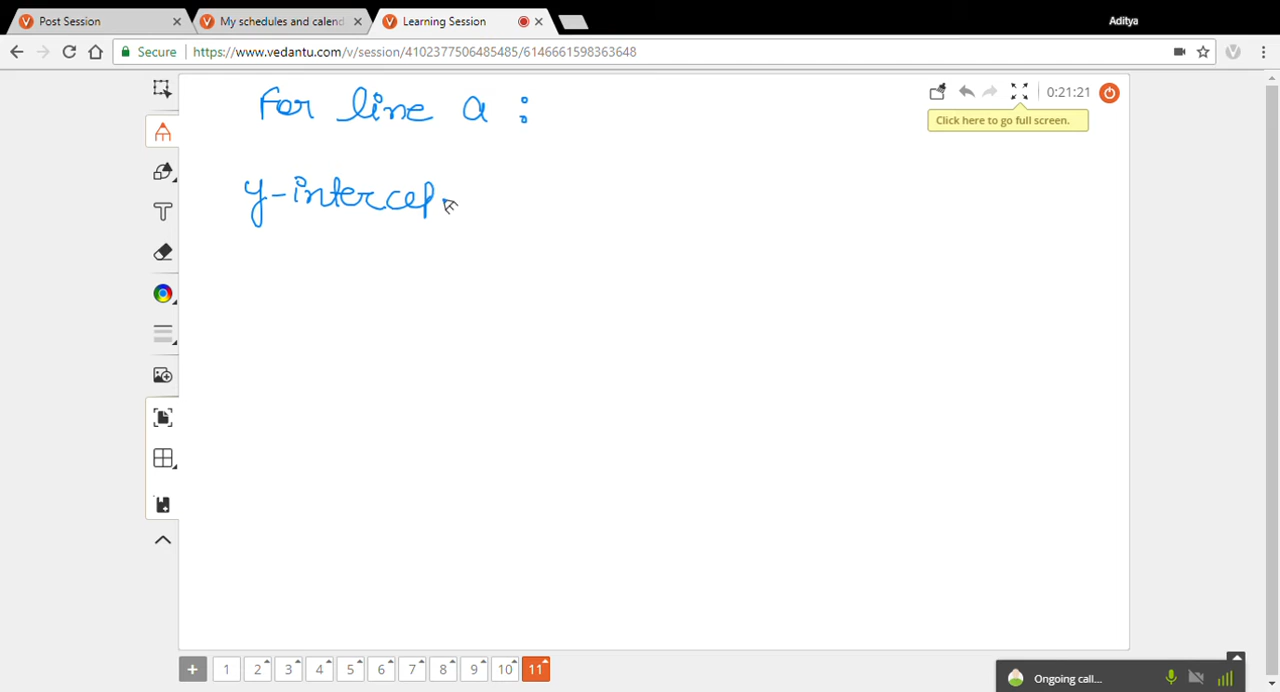 Post Session
My schedules and calend
Learning Session
Aditya
Secure
https://www.vedantu.com/v/session/4102377506485485/6146661598363648
For line a :
0:21:21
Click here to go full screen.
y-intercep
+ 1 2 3 4 5 6 7 8 9 10 11
Ongoing call...